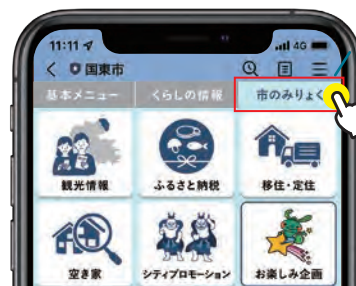 11:11 4G
国東市
基本メニュー くらしの情報 市のみりょく
観光情報 ふるさと納税 移住・定住
空き家 シティプロモーション お楽しみ企画